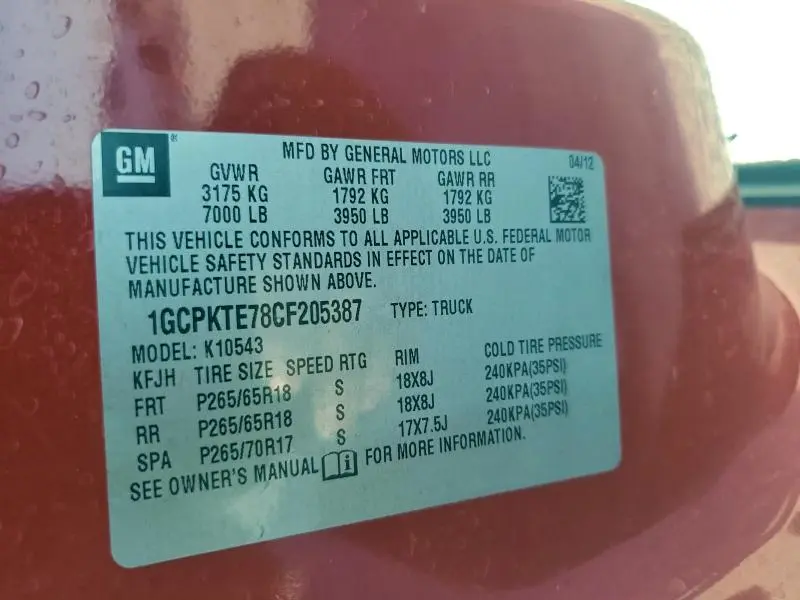 GM®
MFD BY GENERAL MOTORS LLC 04/12
GVWR GAWR FRT GAWR RR
3175 KG 1792 KG 1792 KG
7000 LB 3950 LB 3950 LB
THIS VEHICLE CONFORMS TO ALL APPLICABLE U.S. FEDERAL MOTOR
VEHICLE SAFETY STANDARDS IN EFFECT ON THE DATE OF
MANUFACTURE SHOWN ABOVE.
1GCPKTE78CF205387 TYPE: TRUCK
MODEL: K10543
KFJH TIRE SIZE SPEED RTG RIM COLD TIRE PRESSURE
FRT P265/65R18 S 18X8J 240KPA(35PSI)
RR P265/65R18 S 18X8J 240KPA(35PSI)
SPA P265/70R17 S 17X7.5J 240KPA(35PSI)
SEE OWNER'S MANUAL i FOR MORE INFORMATION.